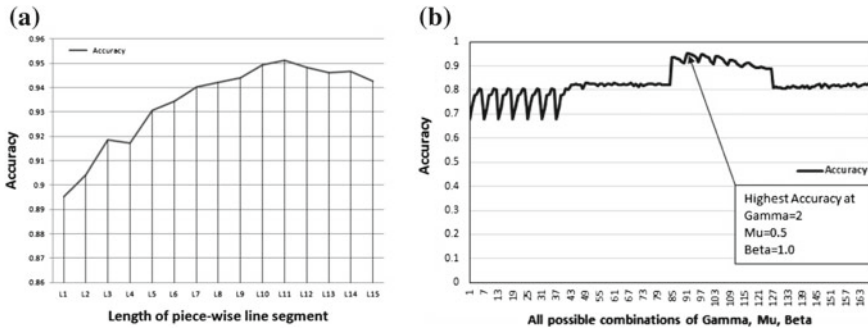 (a)
0.96
Accuracy
0.95
0.94
0.93
0.92
0.91
0.9
0.89
0.88
0.87
0.86
Accuracy
L1 L2 L3 L4 L5 L6 L7 L8 L9 L10 L11 L12 L13 L14 L15
Length of piece-wise line segment
(b)
1
0.9
0.8
0.7
0.6
0.5
0.4
0.3
0.2
0.1
0
Accuracy
Accuracy
Highest Accuracy at
Gamma=2
Mu=0.5
Beta=1.0
1 7 13 19 25 31 37 43 49 55 61 67 73 79 85 91 97 103 109 115 121 127 133 139 145 151 157 163
All possible combinations of Gamma, Mu, Beta